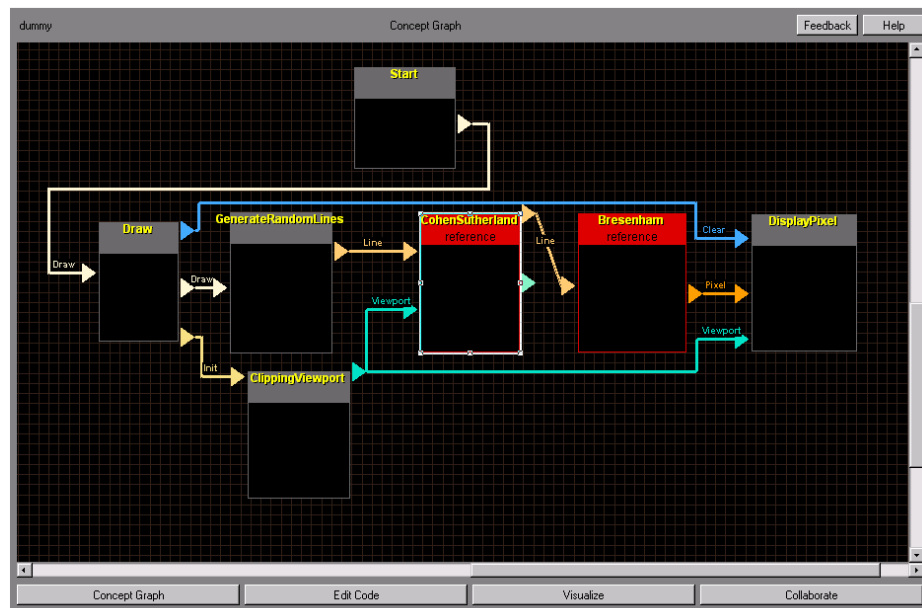 dummy
Concept Graph
Feedback
Help
Start
Draw
GenerateRandomLines
CohenSutherland
reference
Bresenham
reference
DisplayPixel
Clear
Line
Line
Draw
Draw
Viewport
Pixel
Viewport
Init
ClippingViewport
Concept Graph
Edit Code
Visualize
Collaborate